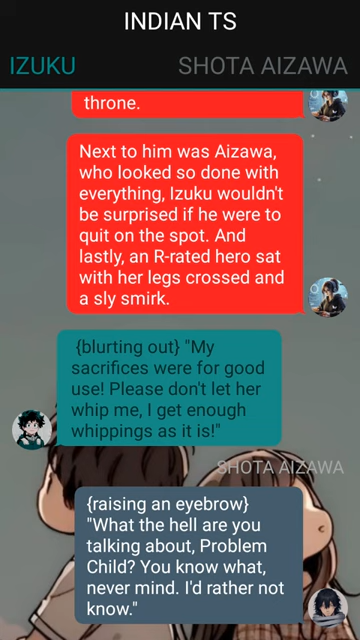 INDIAN TS
IZUKU
SHOTA AIZAWA
throne.
Next to him was Aizawa,
who looked so done with
everything, Izuku wouldn't
be surprised if he were to
quit on the spot. And
lastly, an R-rated hero sat
with her legs crossed and
a sly smirk.
{blurting out} "My
sacrifices were for good
use! Please don't let her
whip me, I get enough
whippings as it is!"
SHOTA AIZAWA
{raising an eyebrow}
"What the hell are you
talking about, Problem
Child? You know what,
never mind. I'd rather not
know."